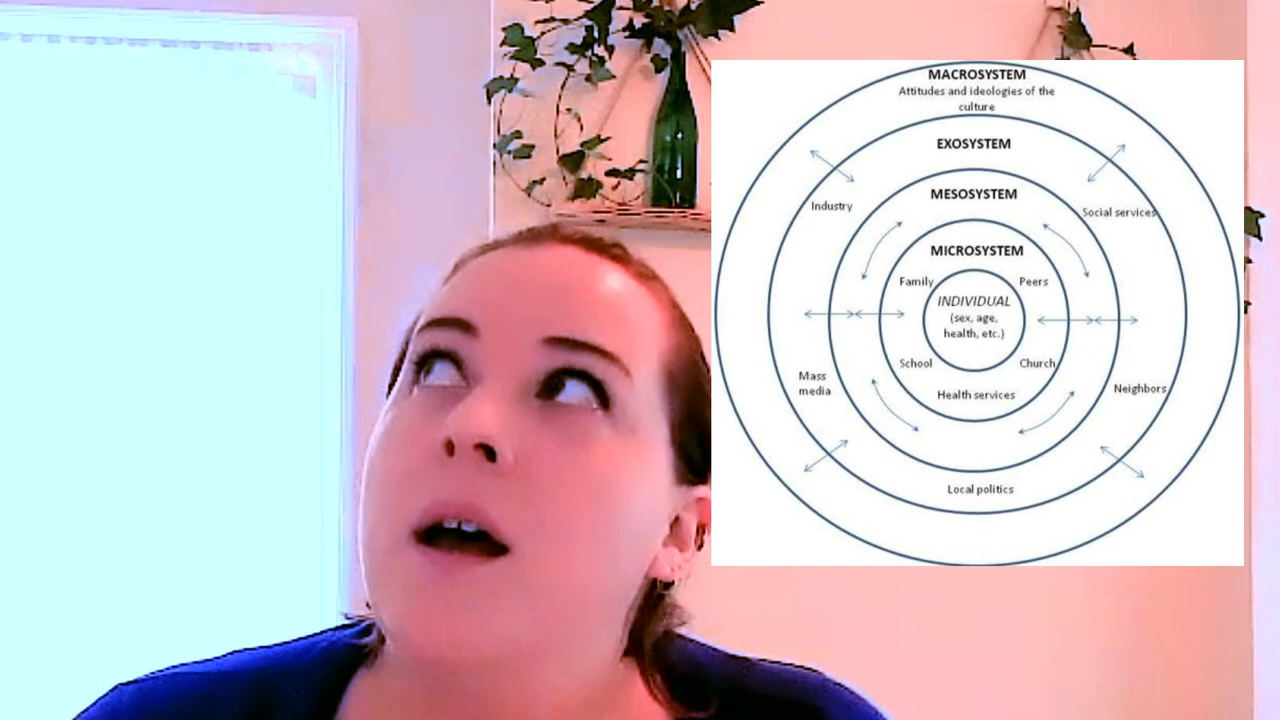 MACROSYSTEM
Attitudes and ideologies of the
culture
EXOSYSTEM
MESOSYSTEM
Industry
Social services
MICROSYSTEM
Family
Peers
INDIVIDUAL
(sex, age,
health, etc.)
School
Church
Mass
media
Neighbors
Health services
Local politics